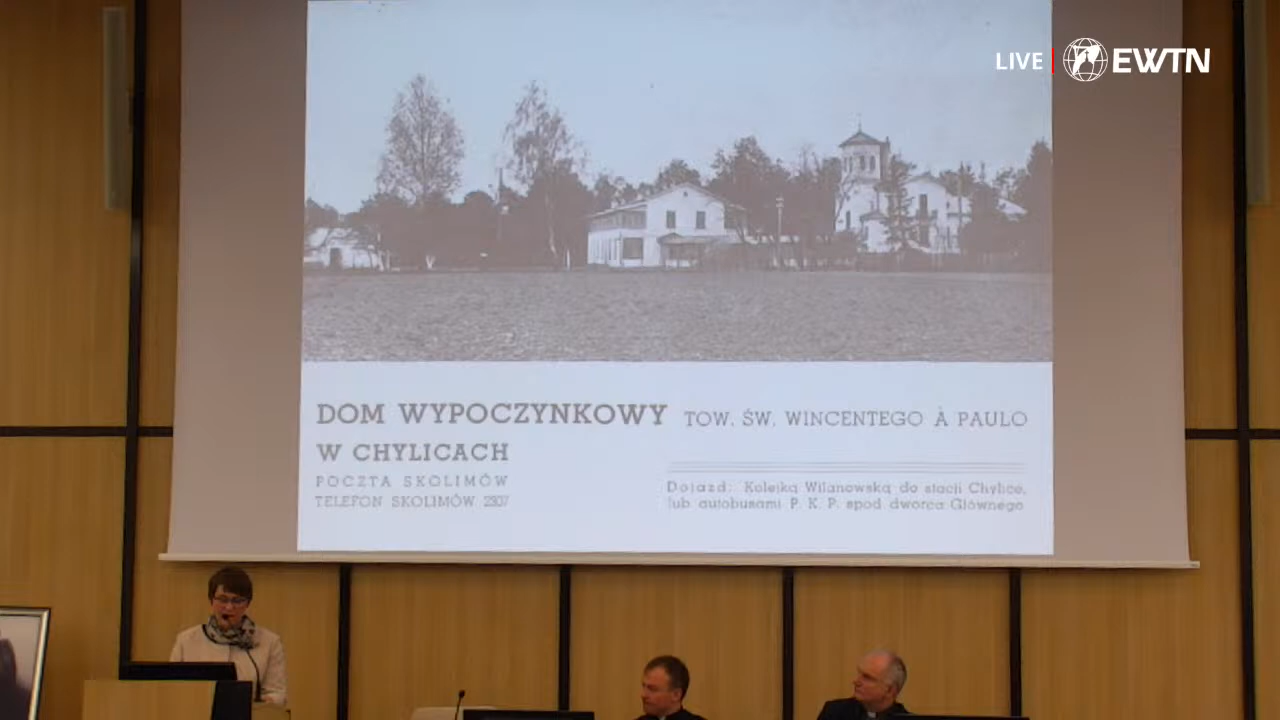 LIVE | EWTN
DOM WYPOCZYNKOWY TOW. ŚW. WINCENTEGO À PAULO
W CHYLICACH
POCZTA SKOLIMÓW
TELEFON SKOLIMÓW 2307
Dojazd: Kolejką Wilanowską do stacji Chylice,
lub autobusami P. K. P. spod dworca Głównego